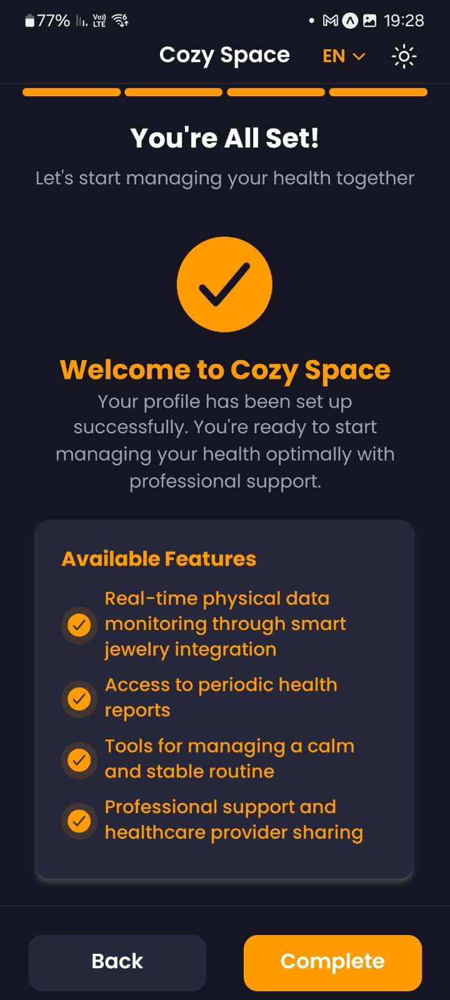 77% Vo)) LTE 6 19:28
Cozy Space EN
You're All Set!
Let's start managing your health together
Welcome to Cozy Space
Your profile has been set up
successfully. You're ready to start
managing your health optimally with
professional support.
Available Features
Real-time physical data
monitoring through smart
jewelry integration
Access to periodic health
reports
Tools for managing a calm
and stable routine
Professional support and
healthcare provider sharing
Back Complete